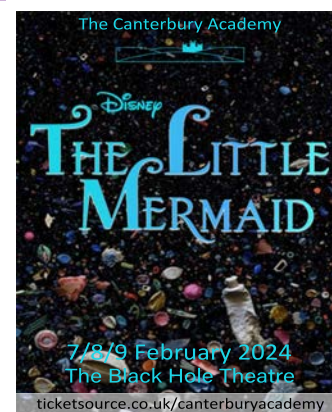 The Canterbury Academy
Disney
THE LITTLE
MERMAID
7/8/9 February 2024
The Black Hole Theatre
ticketsource.co.uk/canterburyacademy